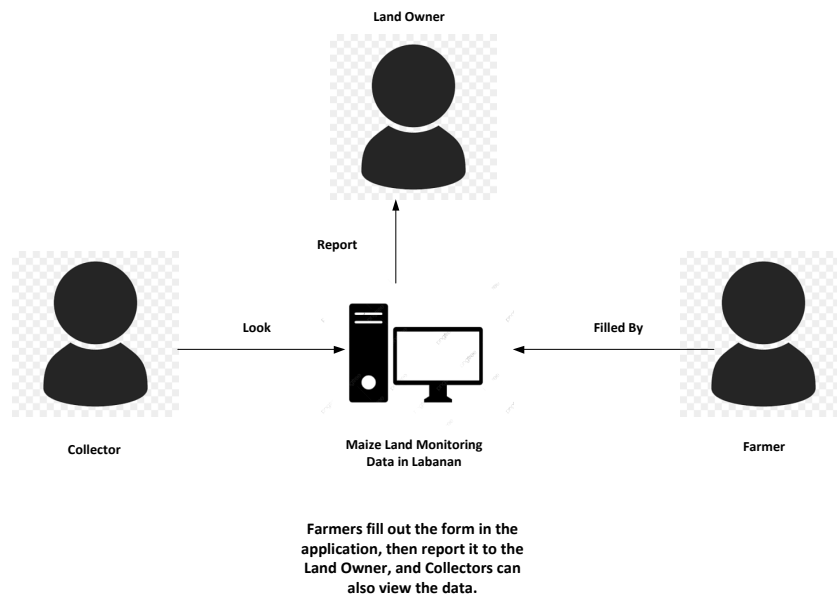 Land Owner
Report
Look
Filled By
Collector
Maize Land Monitoring
Data in Labanan
Farmer
Farmers fill out the form in the
application, then report it to the
Land Owner, and Collectors can
also view the data.